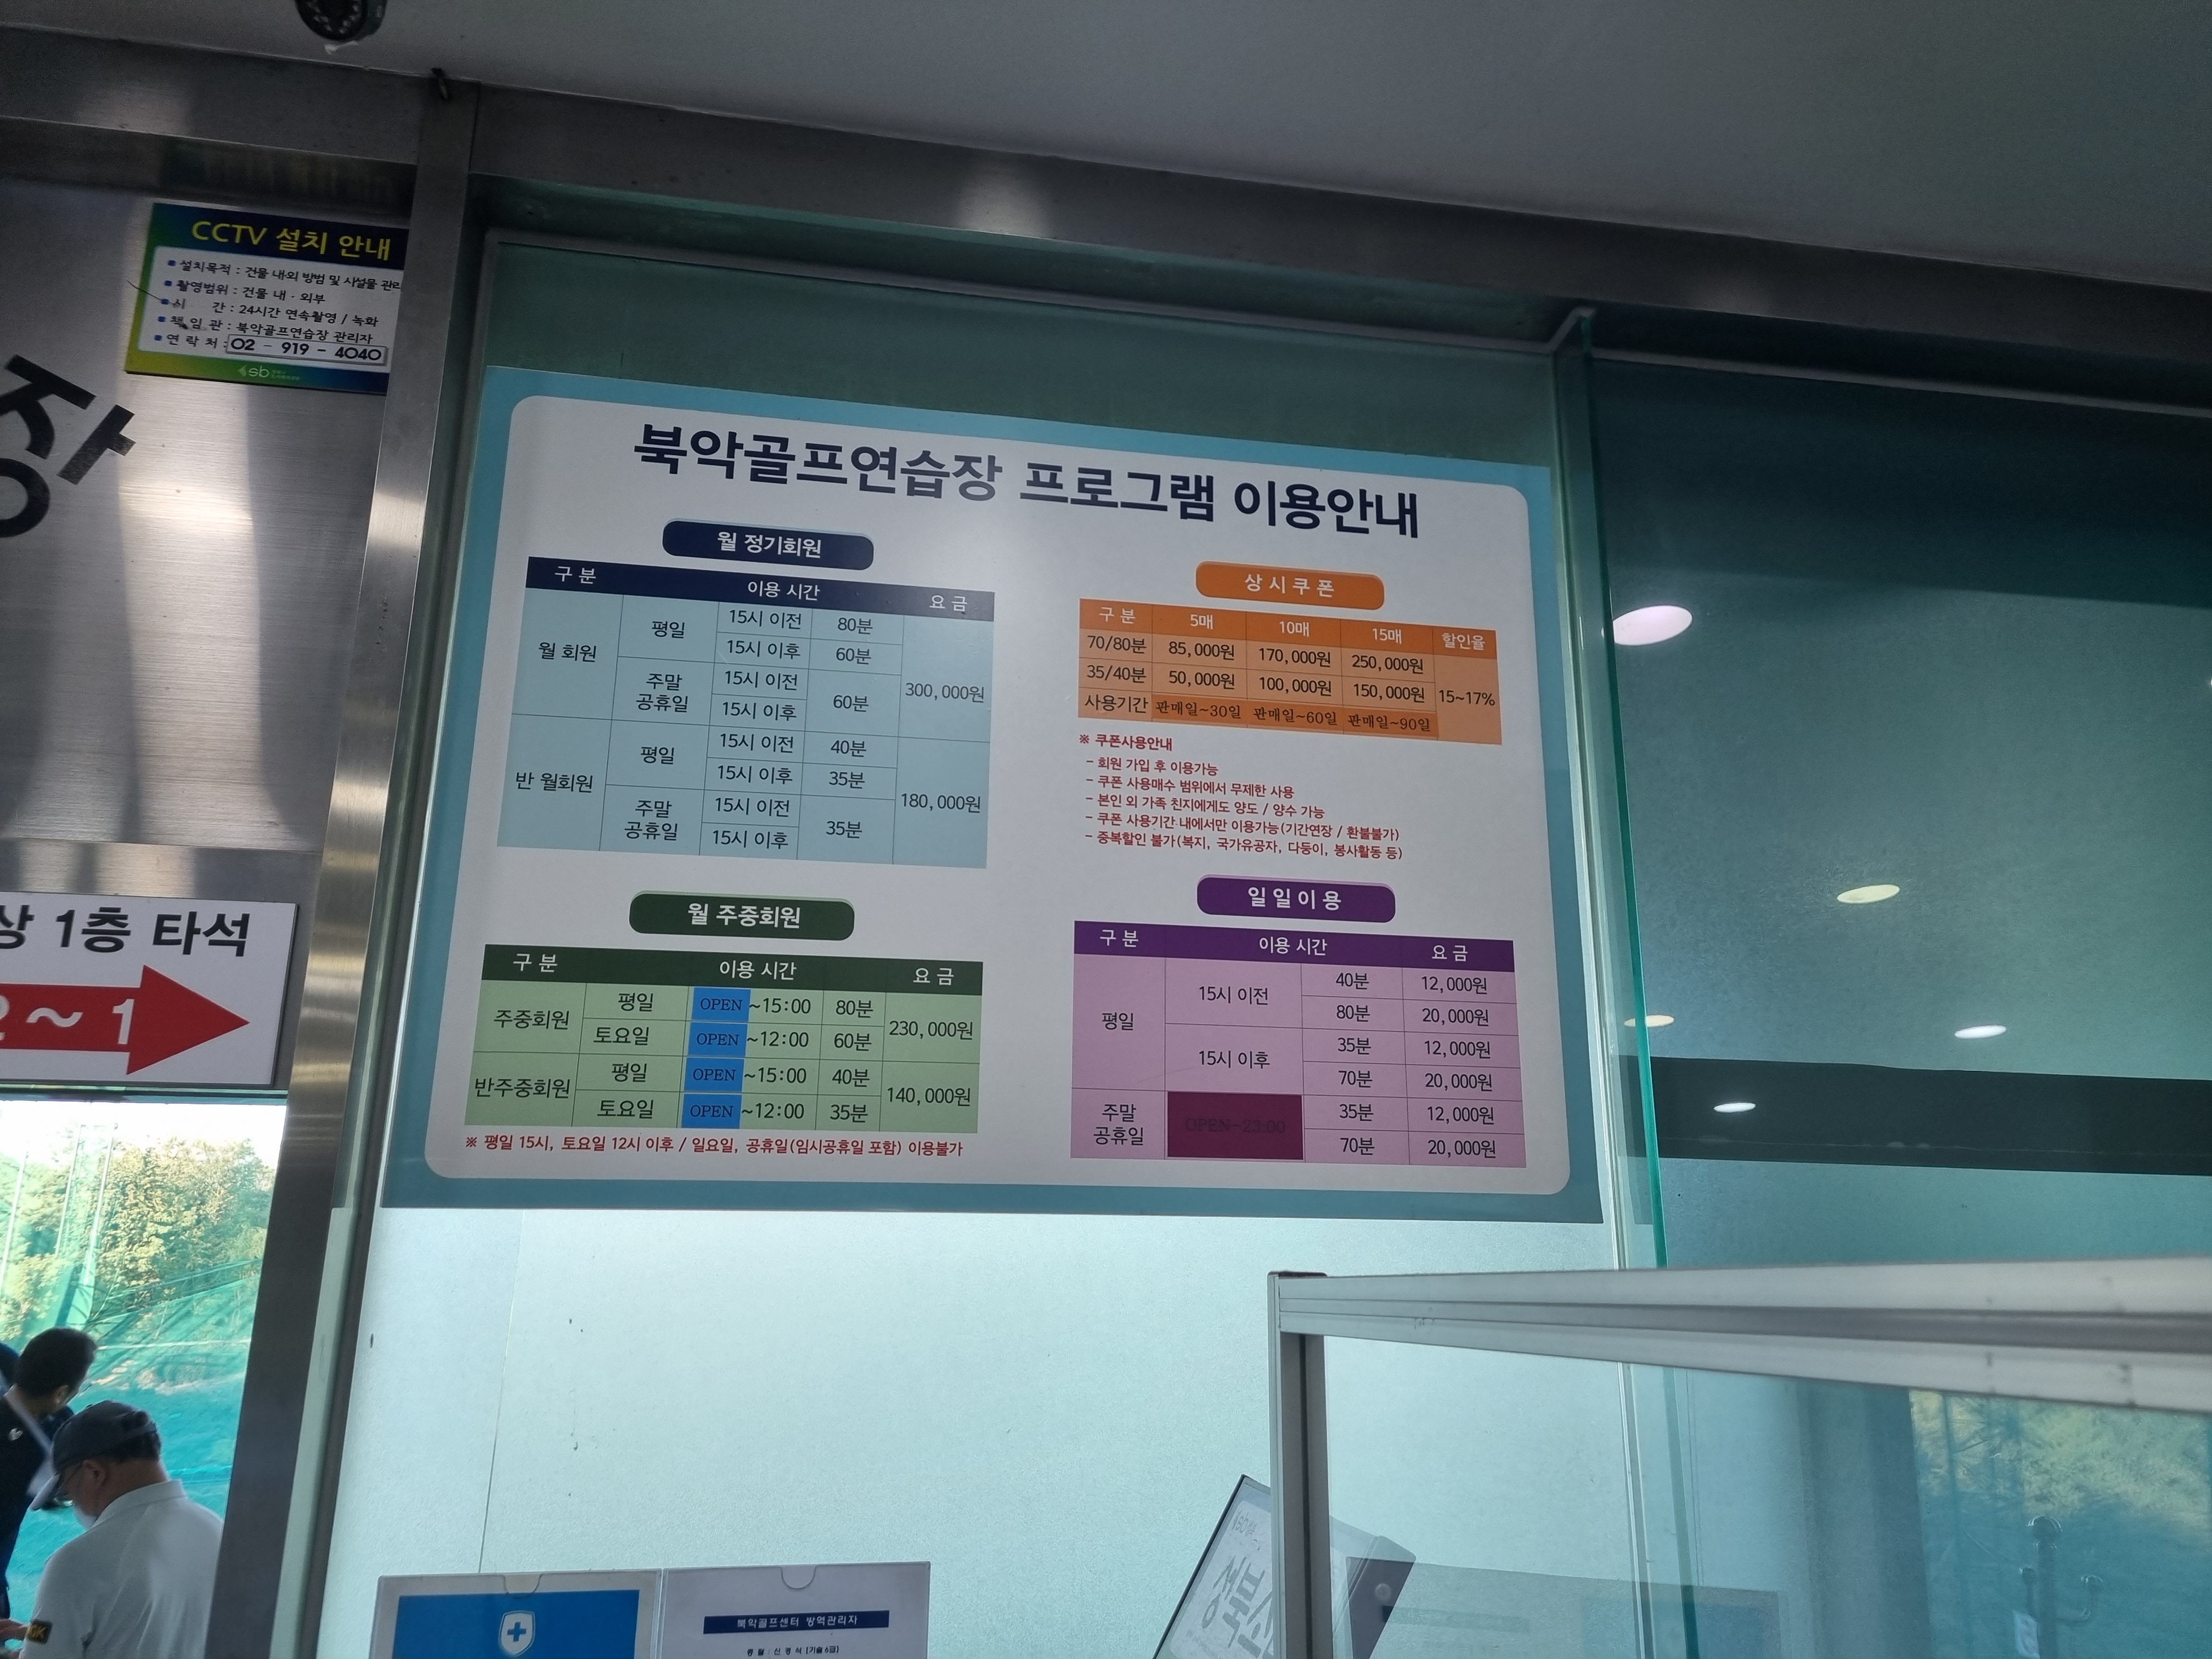 CCTV 설치 안내
설치목적 : 건물 내·외 방범 및 시설물 관리
촬영범위 : 건물 내 · 외부
시 간 : 24시간 연속촬영 / 녹화
책 임 관 : 북악골프연습장 관리자
연 락 처 : 02 - 919 - 4040
sb
장
상 1층 타석
2~1
북악골프연습장 프로그램 이용안내
월 정기회원
구 분 이용 시간 요 금
월 회원 평일 15시 이전 80분 300,000원
15시 이후 60분
주말 공휴일 15시 이전 60분
15시 이후
반 월회원 평일 15시 이전 40분 180,000원
15시 이후 35분
주말 공휴일 15시 이전 35분
15시 이후
상 시 쿠 폰
구 분 5매 10매 15매 할인율
70/80분 85,000원 170,000원 250,000원 15~17%
35/40분 50,000원 100,000원 150,000원
사용기간 판매일~30일 판매일~60일 판매일~90일
※ 쿠폰사용안내
- 회원 가입 후 이용가능
- 쿠폰 사용매수 범위에서 무제한 사용
- 본인 외 가족 친지에게도 양도 / 양수 가능
- 쿠폰 사용기간 내에서만 이용가능(기간연장 / 환불불가)
- 중복할인 불가(복지, 국가유공자, 다둥이, 봉사활동 등)
월 주중회원
구 분 이용 시간 요 금
주중회원 평일 OPEN ~15:00 80분 230,000원
토요일 OPEN ~12:00 60분
반주중회원 평일 OPEN ~15:00 40분 140,000원
토요일 OPEN ~12:00 35분
※ 평일 15시, 토요일 12시 이후 / 일요일, 공휴일(임시공휴일 포함) 이용불가
일 일 이 용
구 분 이용 시간 요 금
평일 15시 이전 40분 12,000원
80분 20,000원
15시 이후 35분 12,000원
70분 20,000원
주말 공휴일 OPEN~23:00 35분 12,000원
70분 20,000원
북악골프센터 방역관리자